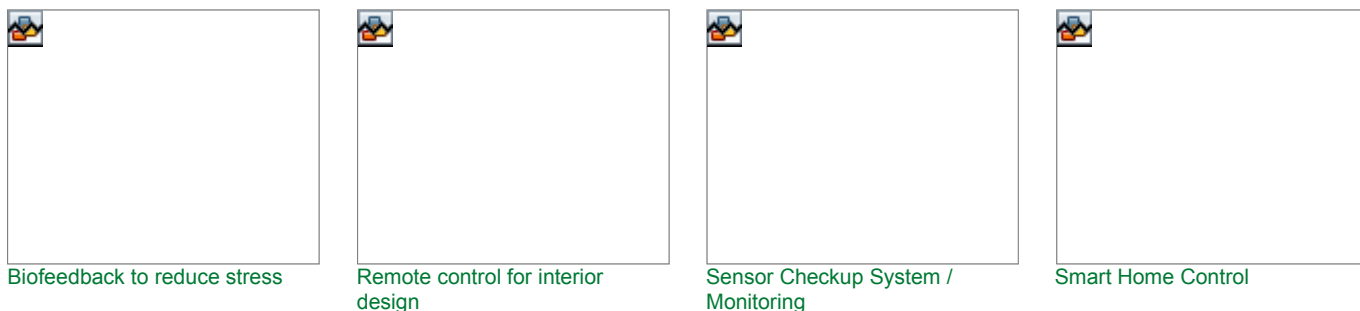 Biofeedback to reduce stress
Remote control for interior
design
Sensor Checkup System /
Monitoring
Smart Home Control